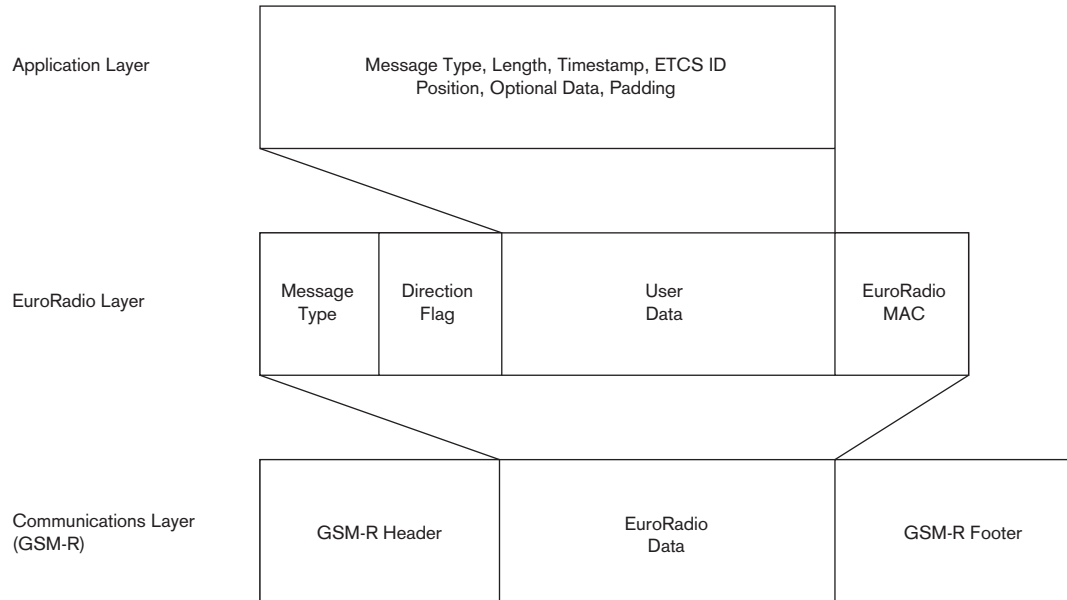 Application Layer
Message Type, Length, Timestamp, ETCS ID
Position, Optional Data, Padding
EuroRadio Layer
Message
Type
Direction
Flag
User
Data
EuroRadio
MAC
Communications Layer
(GSM-R)
GSM-R Header
EuroRadio
Data
GSM-R Footer